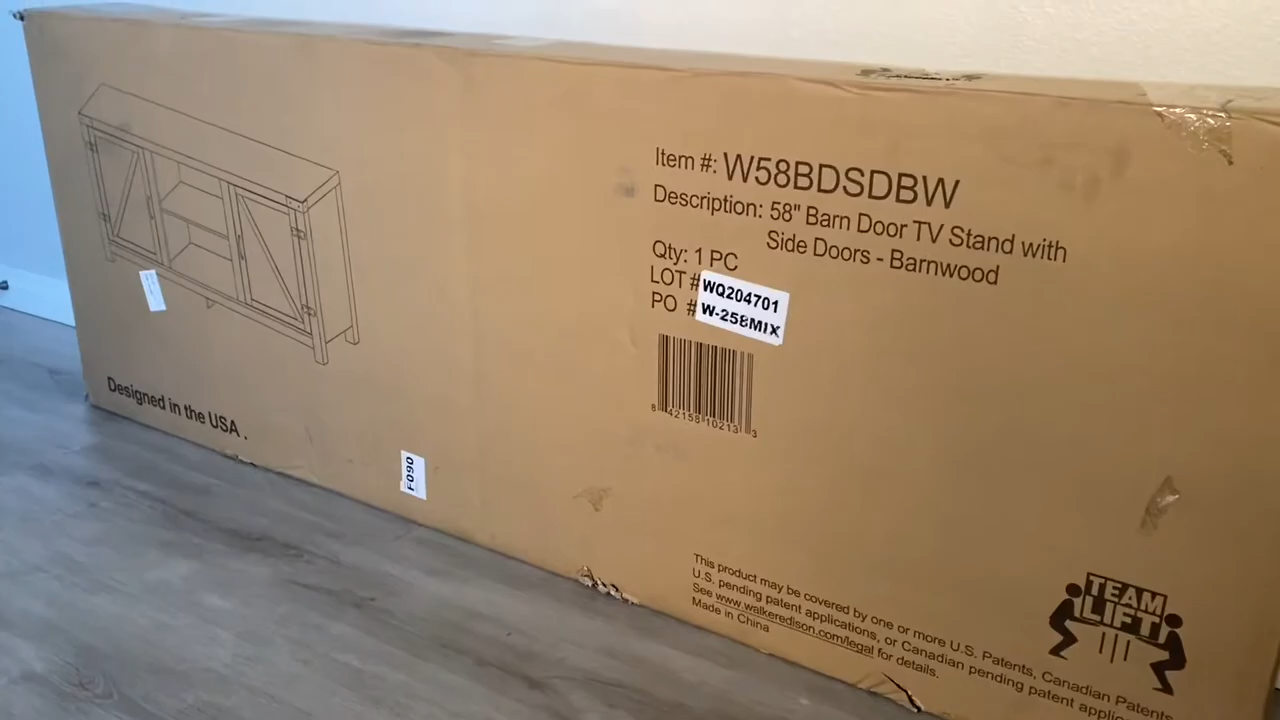 Item #: W58BDSDBW
Description: 58" Barn Door TV Stand with
Side Doors - Barnwood
Qty: 1 PC
LOT # WQ204701
PO # W-258MIX
8 42158 10213 3
Designed in the USA .
F090
This product may be covered by one or more U.S. Patents, Canadian Patents
U.S. pending patent applications, or Canadian pending patent applic
See www.walkeredison.com/legal for details.
Made in China
TEAM
LIFT